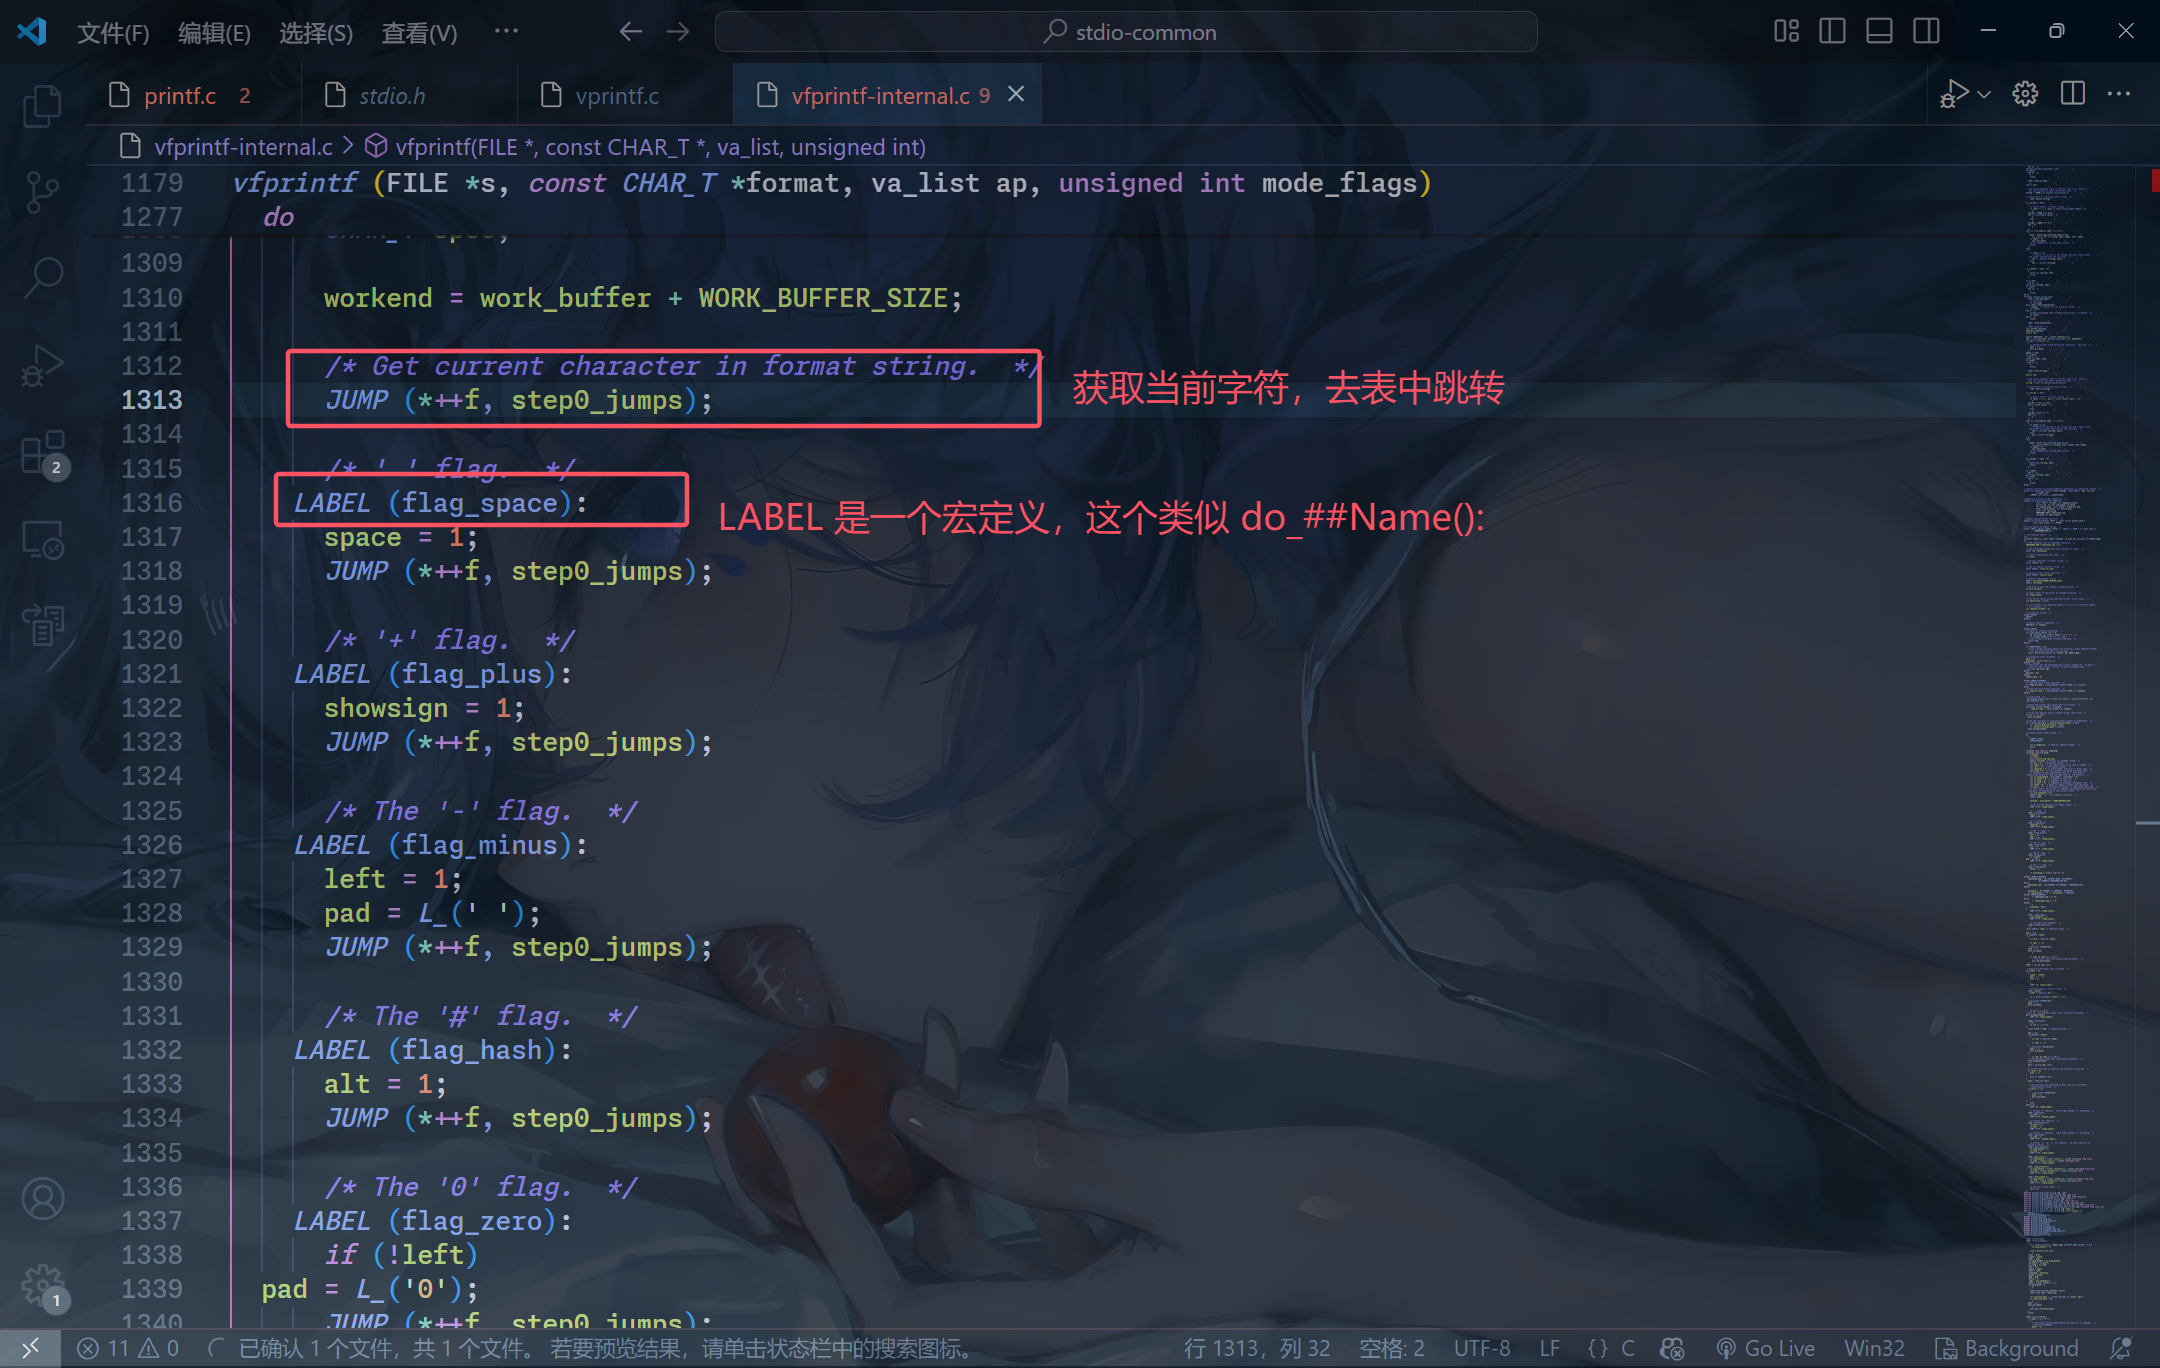 文件(F) 编辑(E) 选择(S) 查看(V) ··· stdio-common
printf.c 2 stdio.h vprintf.c vfprintf-internal.c 9
vfprintf-internal.c > vfprintf(FILE *, const CHAR_T *, va_list, unsigned int)
1179 vfprintf (FILE *s, const CHAR_T *format, va_list ap, unsigned int mode_flags)
1277 do
1309
1310 workend = work_buffer + WORK_BUFFER_SIZE;
1311
1312 /* Get current character in format string.  */
1313 JUMP (*++f, step0_jumps);
获取当前字符，去表中跳转
1314
1315 /* ' ' flag.  */
1316 LABEL (flag_space):
LABEL 是一个宏定义，这个类似 do_##Name():
1317 space = 1;
1318 JUMP (*++f, step0_jumps);
1319
1320 /* '+' flag.  */
1321 LABEL (flag_plus):
1322 showsign = 1;
1323 JUMP (*++f, step0_jumps);
1324
1325 /* The '-' flag.  */
1326 LABEL (flag_minus):
1327 left = 1;
1328 pad = L_(' ');
1329 JUMP (*++f, step0_jumps);
1330
1331 /* The '#' flag.  */
1332 LABEL (flag_hash):
1333 alt = 1;
1334 JUMP (*++f, step0_jumps);
1335
1336 /* The '0' flag.  */
1337 LABEL (flag_zero):
1338 if (!left)
1339 pad = L_('0');
1340 JUMP (*++f, step0_jumps);
2
1
11 0 已确认 1 个文件，共 1 个文件。 若要预览结果，请单击状态栏中的搜索图标。 行 1313，列 32 空格: 2 UTF-8 LF {} C Go Live Win32 Background